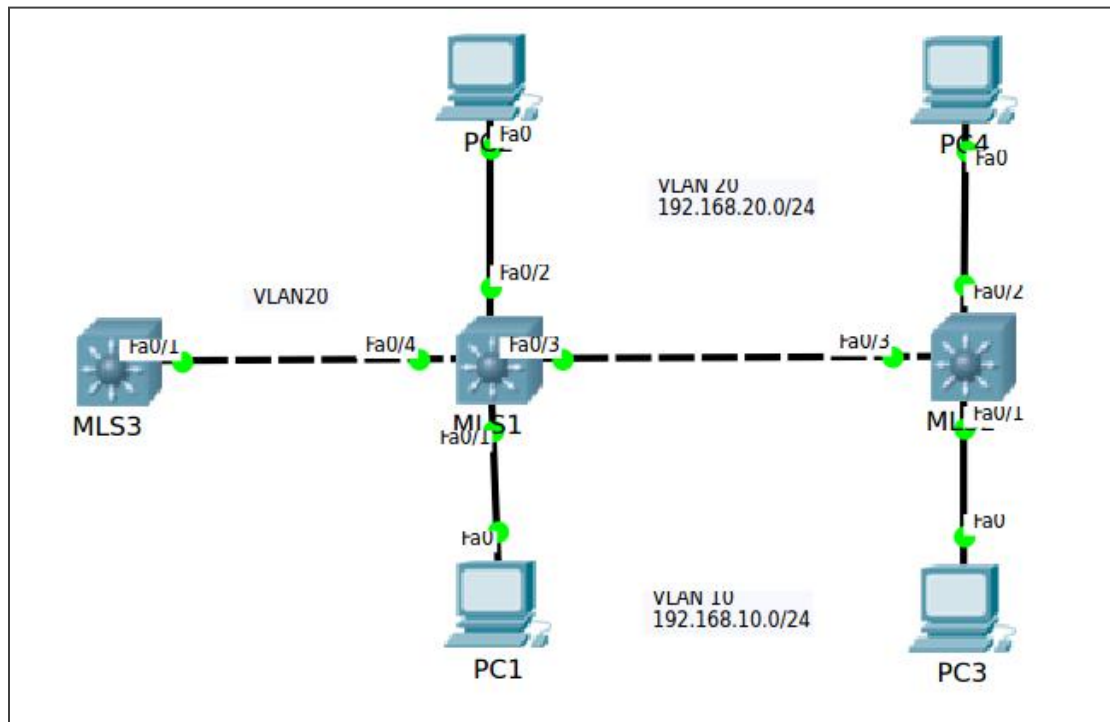 Fa0
PC2
Fa0
PC4
VLAN 20
192.168.20.0/24
Fa0/2
Fa0/2
VLAN20
Fa0/1
Fa0/4
Fa0/3
Fa0/3
MLS3
MLS1
Fa0/1
Fa0/1
Fa0
Fa0
VLAN 10
192.168.10.0/24
PC1
PC3